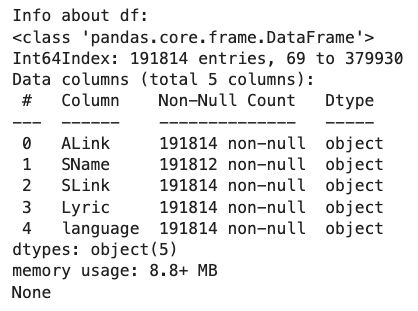 Info about df:
<class 'pandas.core.frame.DataFrame'>
Int64Index: 191814 entries, 69 to 379930
Data columns (total 5 columns):
 #   Column    Non-Null Count   Dtype
---  ------    --------------   -----
 0   ALink     191814 non-null  object
 1   SName     191812 non-null  object
 2   SLink     191814 non-null  object
 3   Lyric     191814 non-null  object
 4   language  191814 non-null  object
dtypes: object(5)
memory usage: 8.8+ MB
None